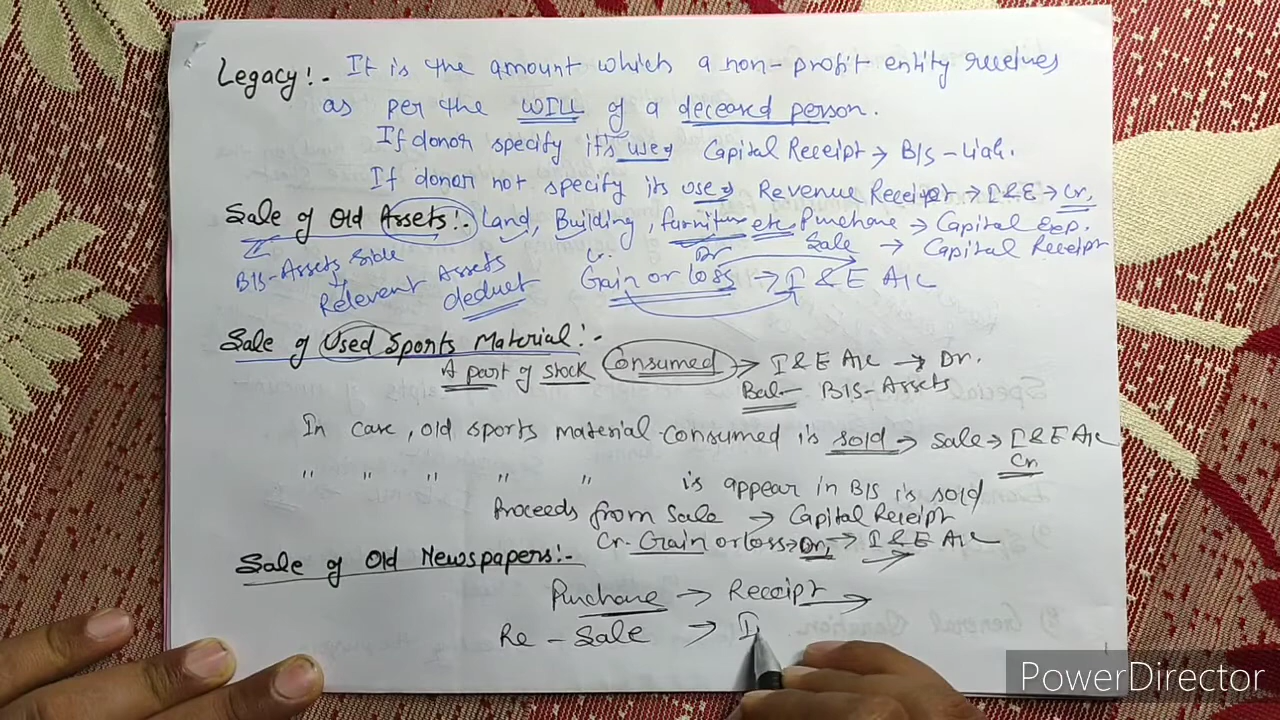 Legacy:- It is the amount which a non-profit entity receives
as per the WILL of a deceased person.
If donor specify it's use, Capital Receipt → B/S - Liab.
If donor not specify its use, Revenue Receipt → I&E → Cr.
Sale of Old Assets:- Land, Building, furniture etc. Purchase → Capital Exp.
Sale → Capital Receipt
B/S - Assets Side
Relevent Assets
deduct
Cr. Dr
Gain or loss → I & E A/c
Sale of Used Sports Material:-
A part of stock Consumed → I&E A/c → Dr.
Bal - B/S - Assets
In case, old sports material consumed is sold → Sale → I&E A/c
Cr.
" " " " " is appear in B/S is sold
Proceeds from Sale → Capital Receipt
Cr. Gain or loss → Dr. → I & E A/c
Sale of Old Newspapers:-
Purchase → Receipt →
Re - Sale → I
PowerDirector